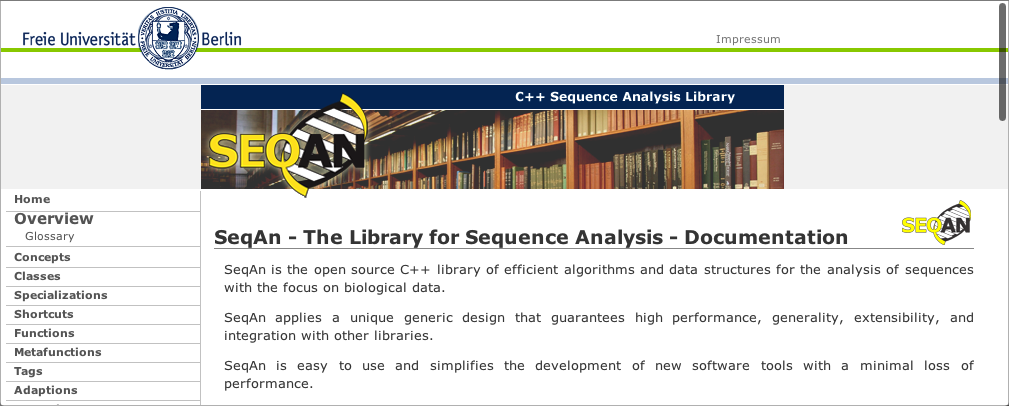 Freie Universität Berlin
Impressum
C++ Sequence Analysis Library
SEQAN
Home
Overview
Glossary
Concepts
Classes
Specializations
Shortcuts
Functions
Metafunctions
Tags
Adaptions
SEQAN
SeqAn - The Library for Sequence Analysis - Documentation
SeqAn is the open source C++ library of efficient algorithms and data structures for the analysis of sequences
with the focus on biological data.
SeqAn applies a unique generic design that guarantees high performance, generality, extensibility, and
integration with other libraries.
SeqAn is easy to use and simplifies the development of new software tools with a minimal loss of
performance.